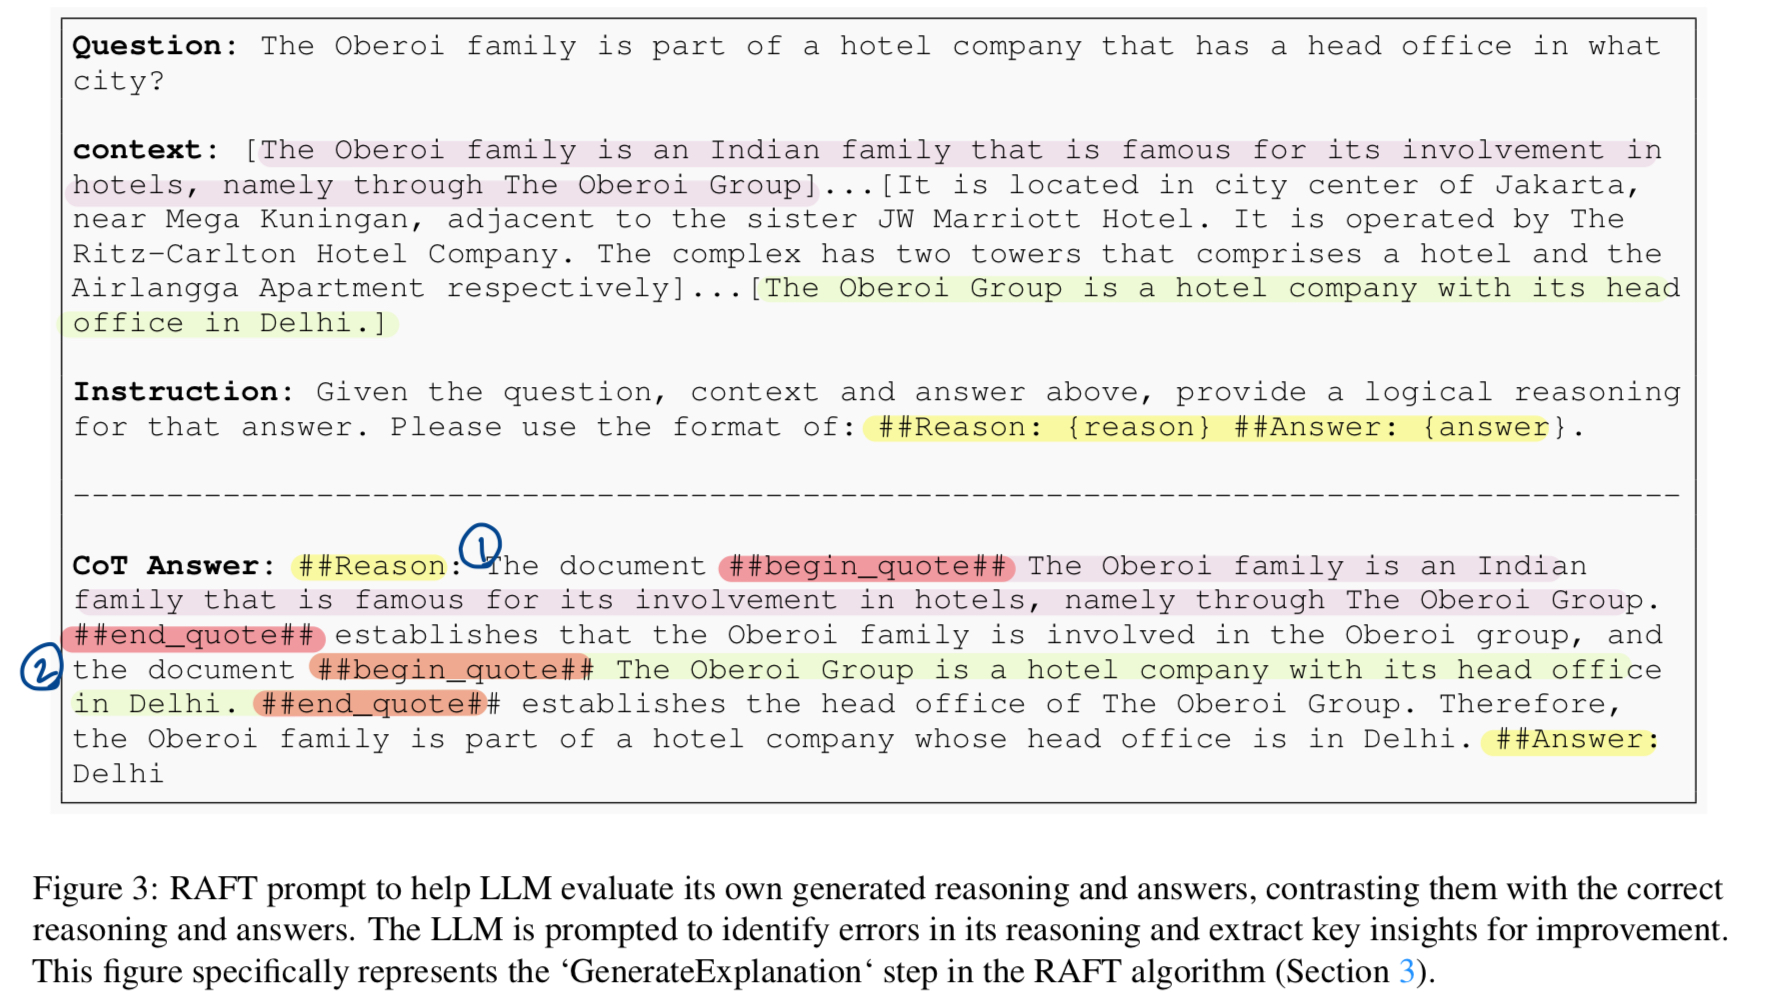 Question: The Oberoi family is part of a hotel company that has a head office in what
city?
context: [The Oberoi family is an Indian family that is famous for its involvement in
hotels, namely through The Oberoi Group]...[It is located in city center of Jakarta,
near Mega Kuningan, adjacent to the sister JW Marriott Hotel. It is operated by The
Ritz-Carlton Hotel Company. The complex has two towers that comprises a hotel and the
Airlangga Apartment respectively]...[The Oberoi Group is a hotel company with its head
office in Delhi.]
Instruction: Given the question, context and answer above, provide a logical reasoning
for that answer. Please use the format of: ##Reason: {reason} ##Answer: {answer}.
--------------------------------------------------------------------------------------
1
CoT Answer: ##Reason: The document ##begin_quote## The Oberoi family is an Indian
family that is famous for its involvement in hotels, namely through The Oberoi Group.
##end_quote## establishes that the Oberoi family is involved in the Oberoi group, and
2
the document ##begin_quote## The Oberoi Group is a hotel company with its head office
in Delhi. ##end_quote## establishes the head office of The Oberoi Group. Therefore,
the Oberoi family is part of a hotel company whose head office is in Delhi. ##Answer:
Delhi
Figure 3: RAFT prompt to help LLM evaluate its own generated reasoning and answers, contrasting them with the correct
reasoning and answers. The LLM is prompted to identify errors in its reasoning and extract key insights for improvement.
This figure specifically represents the ‘GenerateExplanation‘ step in the RAFT algorithm (Section 3).